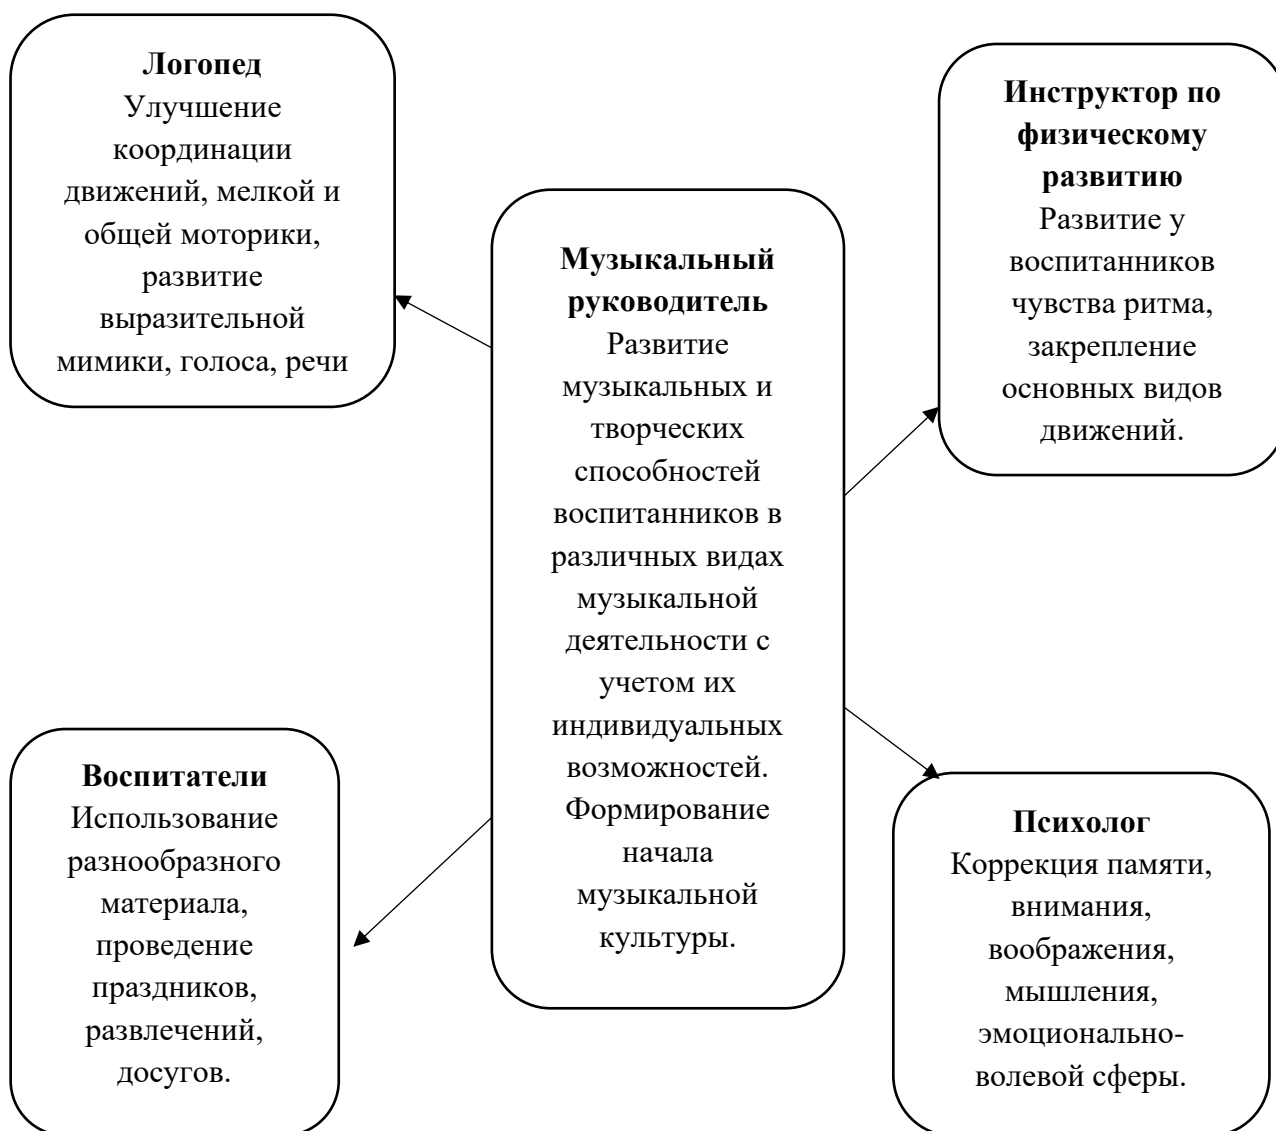 Логопед
Улучшение
координации
движений, мелкой и
общей моторики,
развитие
выразительной
мимики, голоса, речи
Инструктор по
физическому
развитию
Развитие у
воспитанников
чувства ритма,
закрепление
основных видов
движений.
Музыкальный
руководитель
Развитие
музыкальных и
творческих
способностей
воспитанников в
различных видах
музыкальной
деятельности с
учетом их
индивидуальных
возможностей.
Формирование
начала
музыкальной
культуры.
Воспитатели
Использование
разнообразного
материала,
проведение
праздников,
развлечений,
досугов.
Психолог
Коррекция памяти,
внимания,
воображения,
мышления,
эмоционально-
волевой сферы.